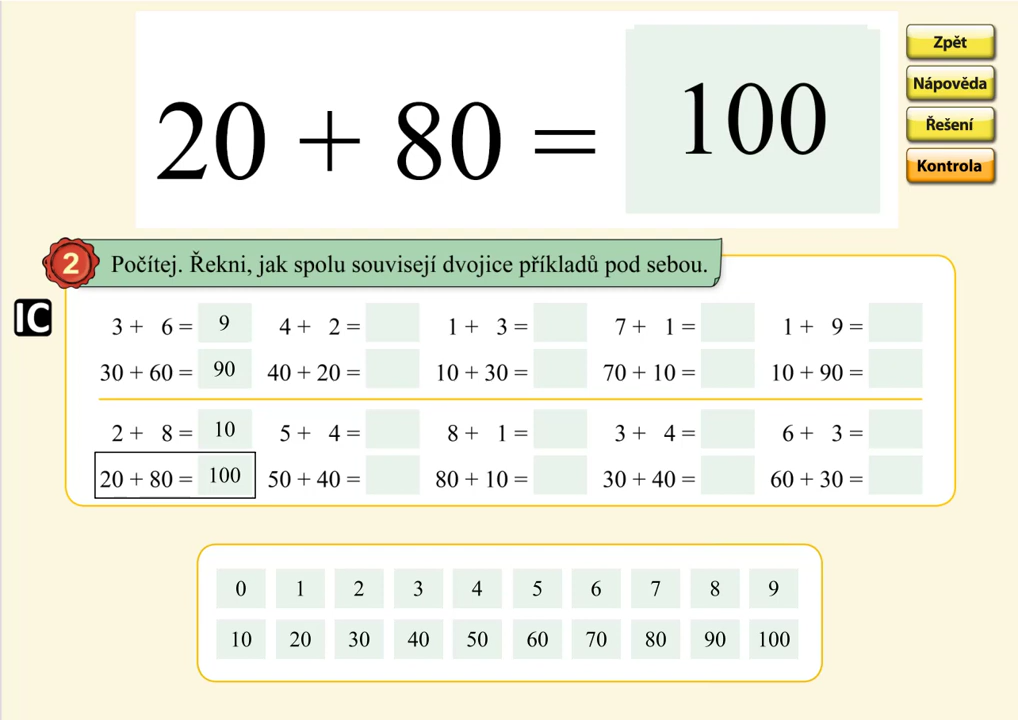 20 + 80 = 100
Zpět
Nápověda
Řešení
Kontrola
2 Počítej. Řekni, jak spolu souvisejí dvojice příkladů pod sebou.
IC
3 + 6 = 9 4 + 2 = 1 + 3 = 7 + 1 = 1 + 9 =
30 + 60 = 90 40 + 20 = 10 + 30 = 70 + 10 = 10 + 90 =
2 + 8 = 10 5 + 4 = 8 + 1 = 3 + 4 = 6 + 3 =
20 + 80 = 100 50 + 40 = 80 + 10 = 30 + 40 = 60 + 30 =
0 1 2 3 4 5 6 7 8 9
10 20 30 40 50 60 70 80 90 100